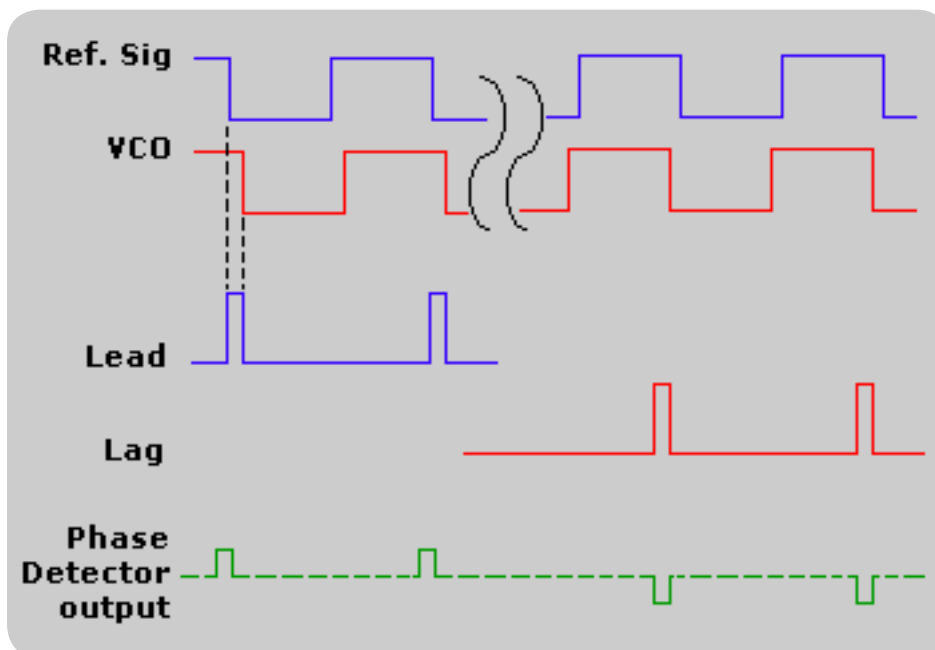 Ref. Sig
VCO
Lead
Lag
Phase
Detector
output